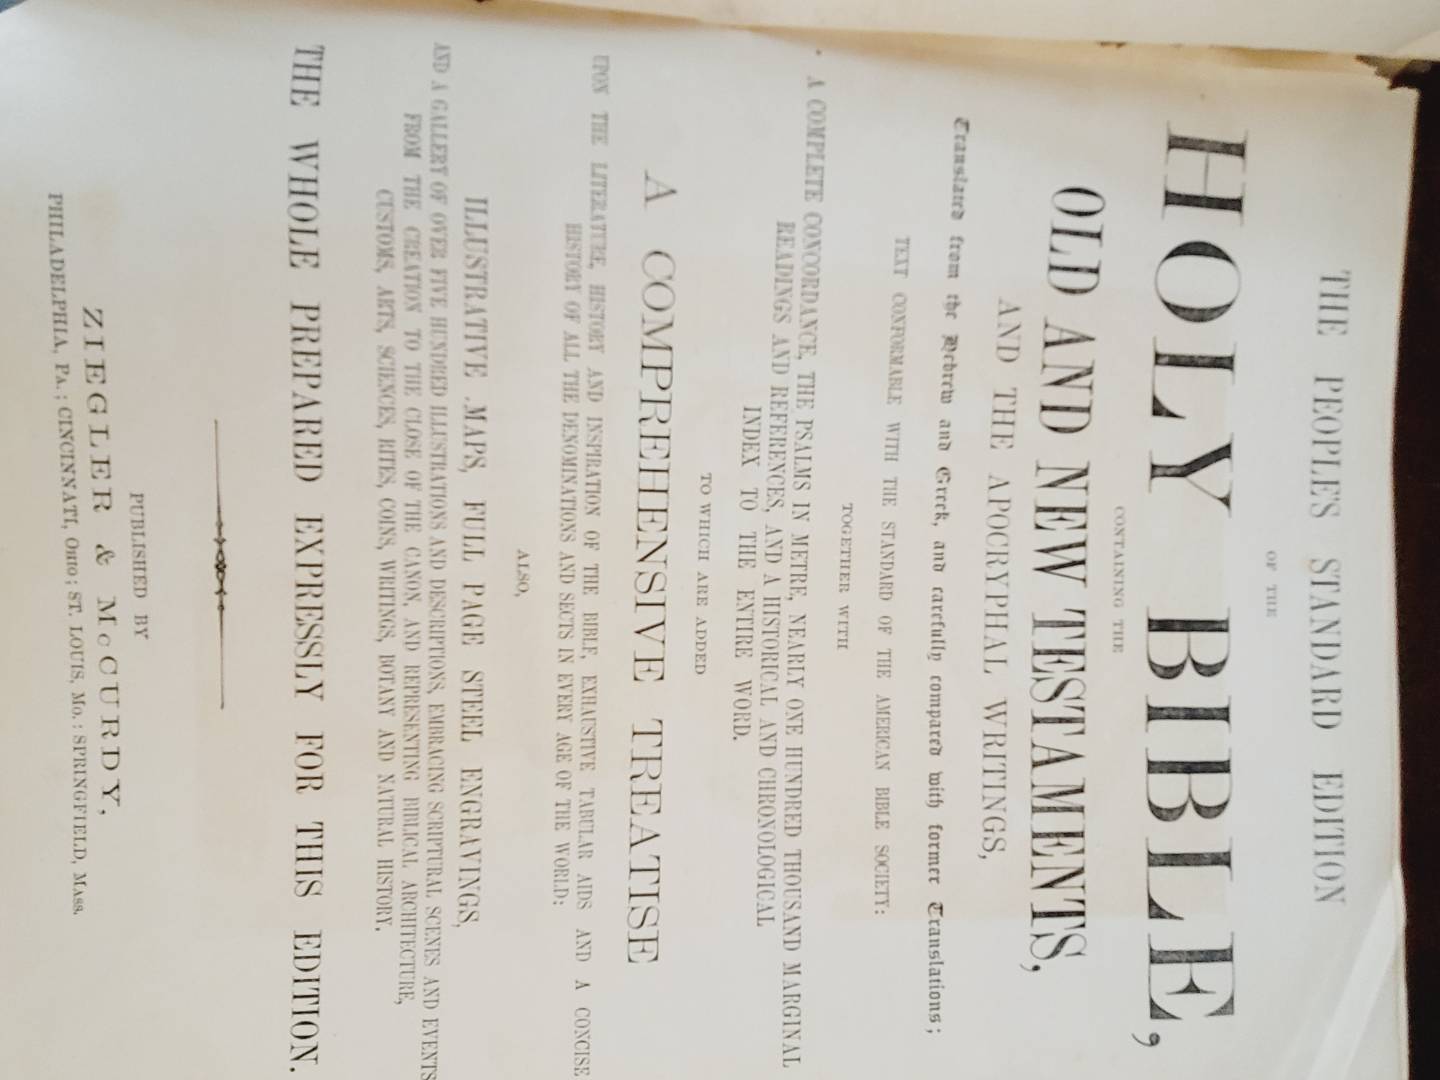 THE PEOPLE'S STANDARD EDITION
OF THE
HOLY BIBLE,
CONTAINING THE
OLD AND NEW TESTAMENTS,
AND THE APOCRYPHAL WRITINGS,
Translated from the Hebrew and Greek, and carefully compared with former Translations;
TEXT CONFORMABLE WITH THE STANDARD OF THE AMERICAN BIBLE SOCIETY:
TOGETHER WITH
A COMPLETE CONCORDANCE, THE PSALMS IN METRE, NEARLY ONE HUNDRED THOUSAND MARGINAL
READINGS AND REFERENCES, AND A HISTORICAL AND CHRONOLOGICAL
INDEX TO THE ENTIRE WORD.
TO WHICH ARE ADDED
A COMPREHENSIVE TREATISE
UPON THE LITERATURE, HISTORY AND INSPIRATION OF THE BIBLE, EXHAUSTIVE TABULAR AIDS AND A CONCISE
HISTORY OF ALL THE DENOMINATIONS AND SECTS IN EVERY AGE OF THE WORLD:
ALSO,
ILLUSTRATIVE MAPS, FULL PAGE STEEL ENGRAVINGS,
AND A GALLERY OF OVER FIVE HUNDRED ILLUSTRATIONS AND DESCRIPTIONS, EMBRACING SCRIPTURAL SCENES AND EVENTS
FROM THE CREATION TO THE CLOSE OF THE CANON, AND REPRESENTING BIBLICAL ARCHITECTURE,
CUSTOMS, ARTS, SCIENCES, RITES, COINS, WRITINGS, BOTANY AND NATURAL HISTORY.
THE WHOLE PREPARED EXPRESSLY FOR THIS EDITION.
PUBLISHED BY
ZIEGLER & McCURDY,
PHILADELPHIA, PA.; CINCINNATI, OHIO; ST. LOUIS, MO.: SPRINGFIELD, MASS.